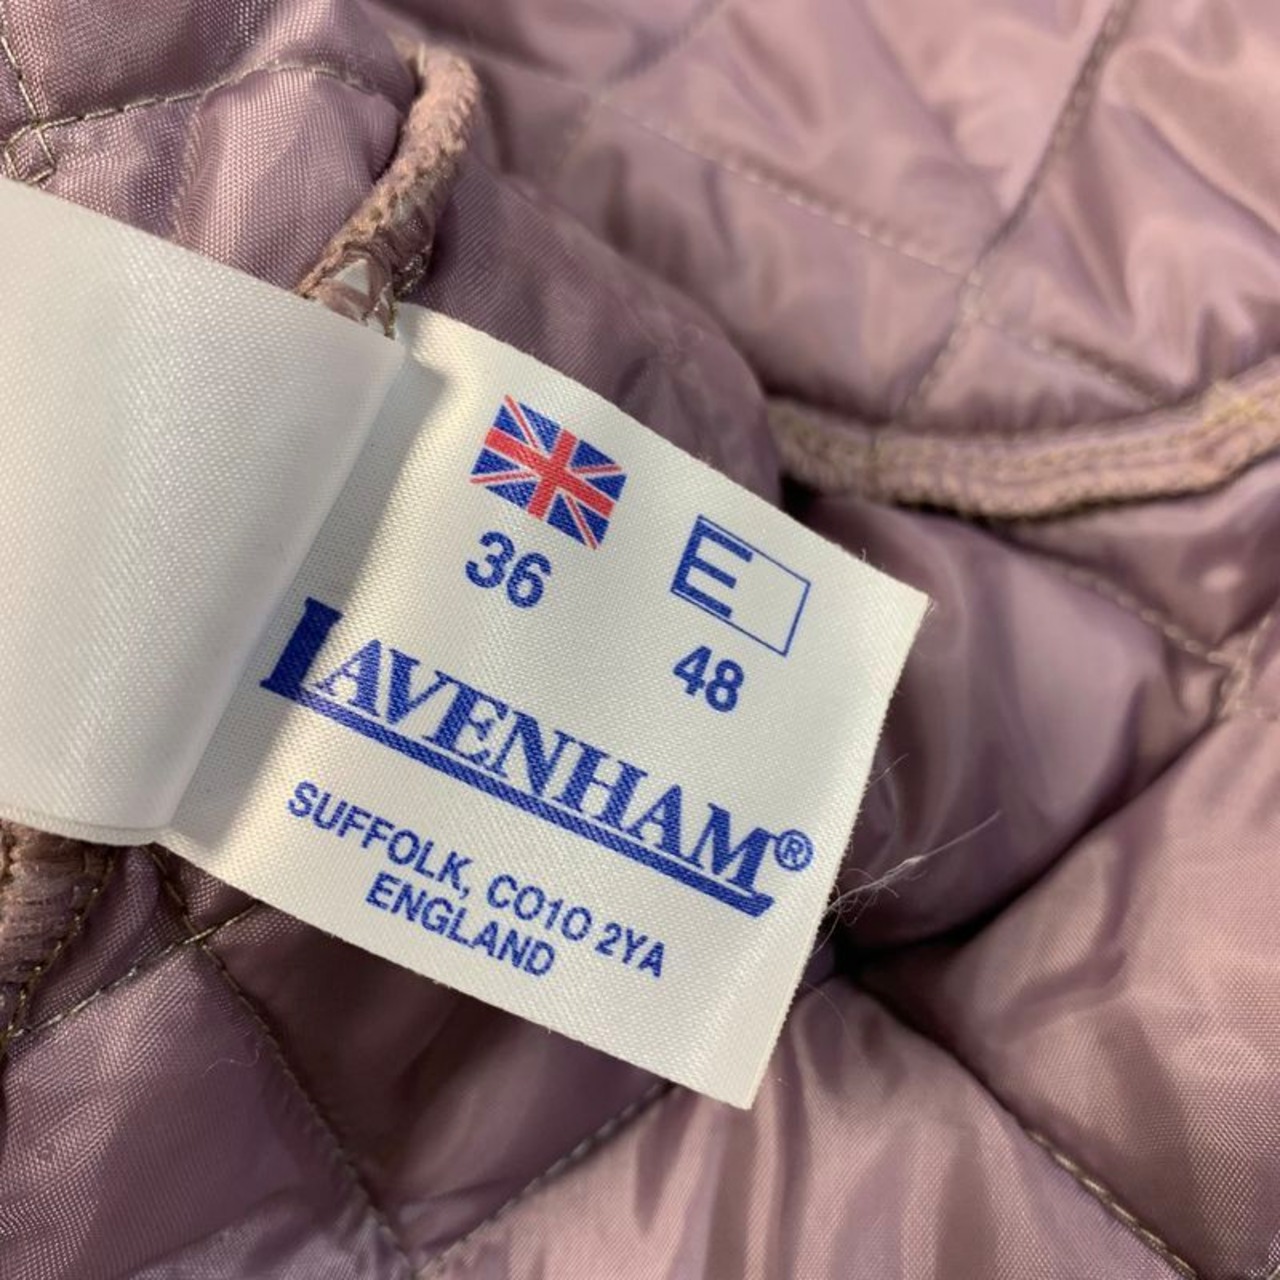 36 E 48
LAVENHAM®
SUFFOLK, CO10 2YA
ENGLAND